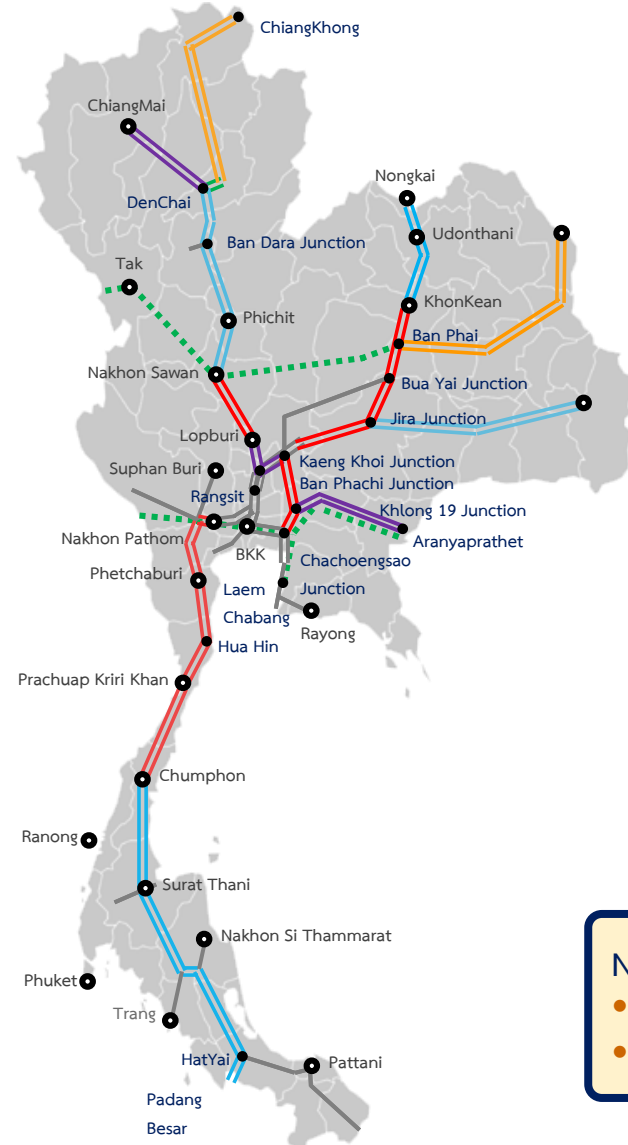 ChiangKhong
ChiangMai
Nongkai
DenChai
Udonthani
Ban Dara Junction
Tak
KhonKean
Phichit
Ban Phai
Nakhon Sawan
Bua Yai Junction
Jira Junction
Lopburi
Kaeng Khoi Junction
Suphan Buri
Ban Phachi Junction
Rangsit
Khlong 19 Junction
Nakhon Pathom
Aranyaprathet
BKK
Chachoengsao
Junction
Phetchaburi
Laem
Chabang
Rayong
Hua Hin
Prachuap Kriri Khan
Chumphon
Ranong
Surat Thani
Nakhon Si Thammarat
Phuket
Trang
HatYai
Pattani
Padang
Besar
N
•
•